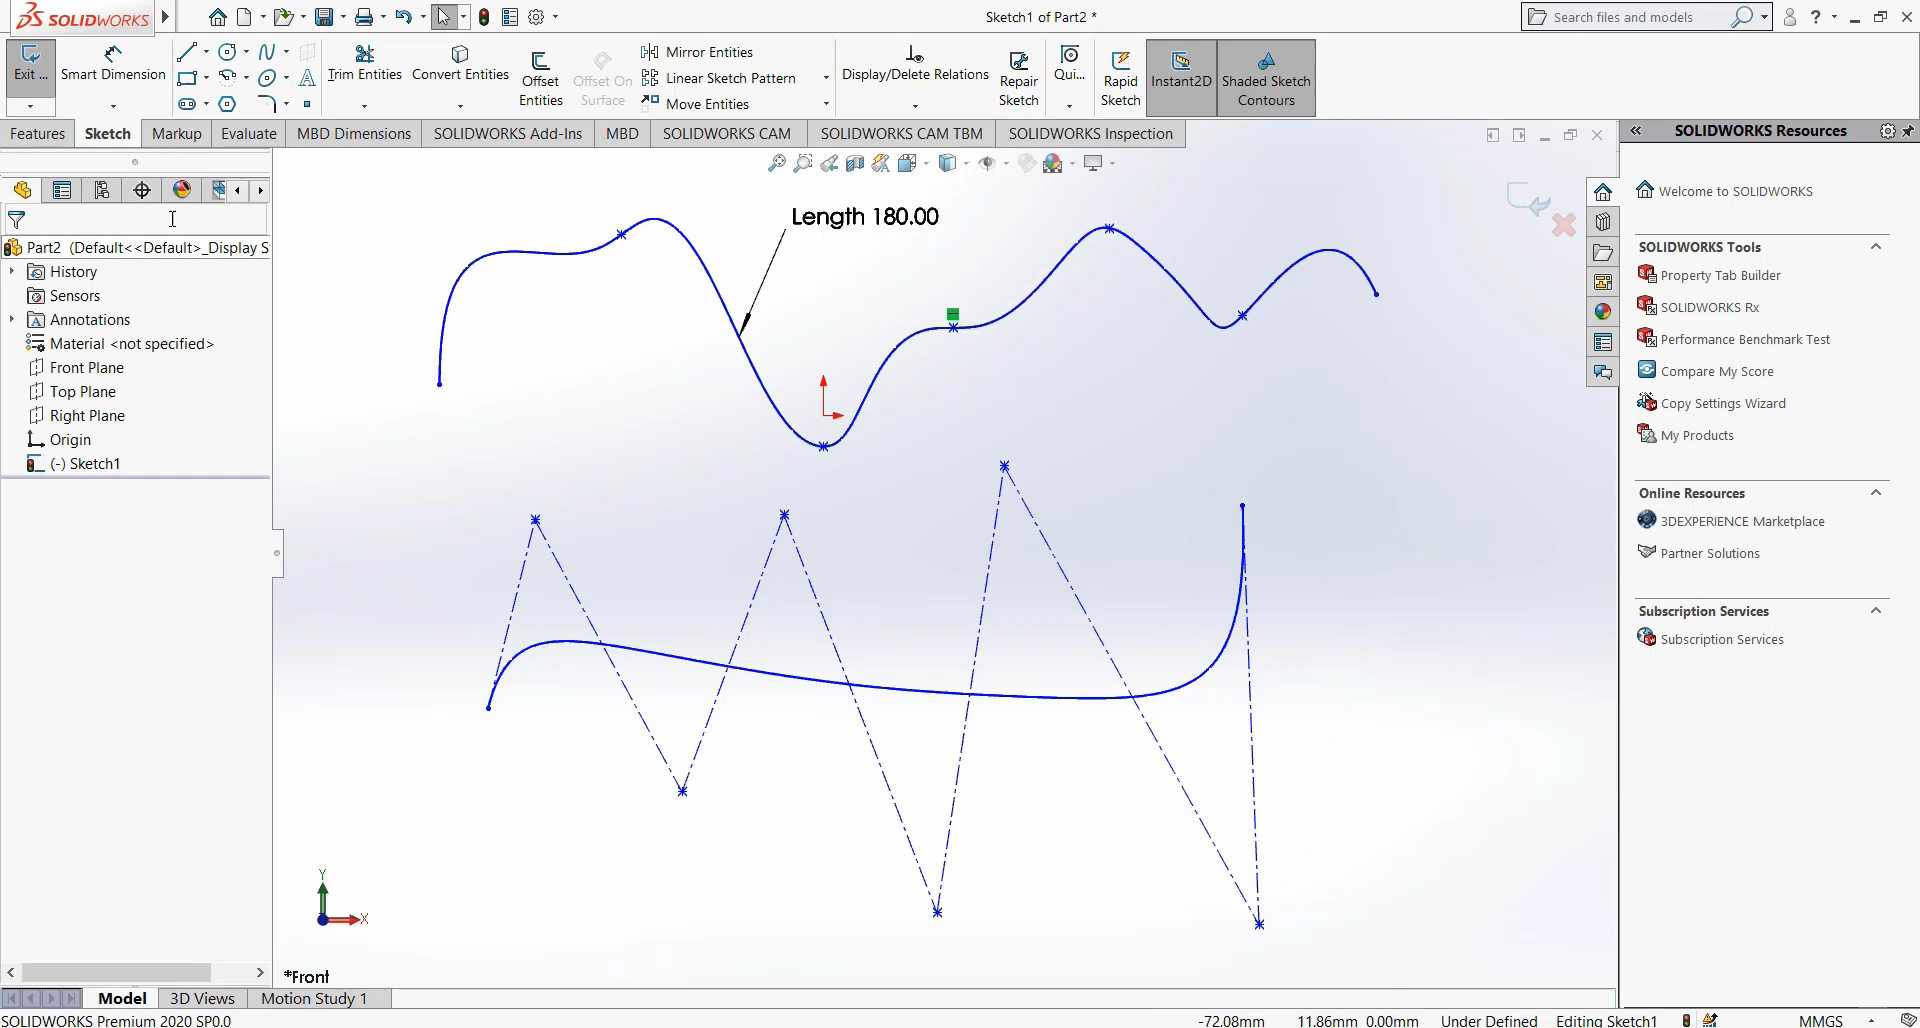 SOLIDWORKS
Sketch1 of Part2 *
Search files and models
?
Exit ...
Smart Dimension
Trim Entities
Convert Entities
Offset Entities
Offset On Surface
Mirror Entities
Linear Sketch Pattern
Move Entities
Display/Delete Relations
Repair Sketch
Qui...
Rapid Sketch
Instant2D
Shaded Sketch Contours
Features
Sketch
Markup
Evaluate
MBD Dimensions
SOLIDWORKS Add-Ins
MBD
SOLIDWORKS CAM
SOLIDWORKS CAM TBM
SOLIDWORKS Inspection
Part2 (Default<<Default>_Display S
History
Sensors
Annotations
Material <not specified>
Front Plane
Top Plane
Right Plane
Origin
(-) Sketch1
Length 180.00
Y
X
*Front
SOLIDWORKS Resources
Welcome to SOLIDWORKS
SOLIDWORKS Tools
Property Tab Builder
SOLIDWORKS Rx
Performance Benchmark Test
Compare My Score
Copy Settings Wizard
My Products
Online Resources
3DEXPERIENCE Marketplace
Partner Solutions
Subscription Services
Subscription Services
Model
3D Views
Motion Study 1
SOLIDWORKS Premium 2020 SP0.0
-72.08mm
11.86mm
0.00mm
Under Defined
Editing Sketch1
MMGS